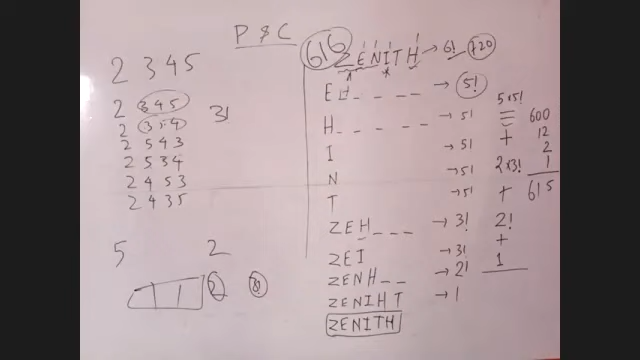 P & C
2 3 4 5
2 3 4 5
2 3 5 4
2 5 4 3
2 5 3 4
2 4 5 3
2 4 3 5
3!
5 2
2
616
ZENITH → 6! 720
E _ _ _ _ → 5!
H _ _ _ _ _ → 5!
I → 5!
N → 5!
T → 5!
ZEH _ _ _ → 3!
ZEI → 3!
ZENH _ _ → 2!
ZENIHT → 1
ZENITH
5×5!
+
2×3!
+
2!
+
1
600
12
2
1
615